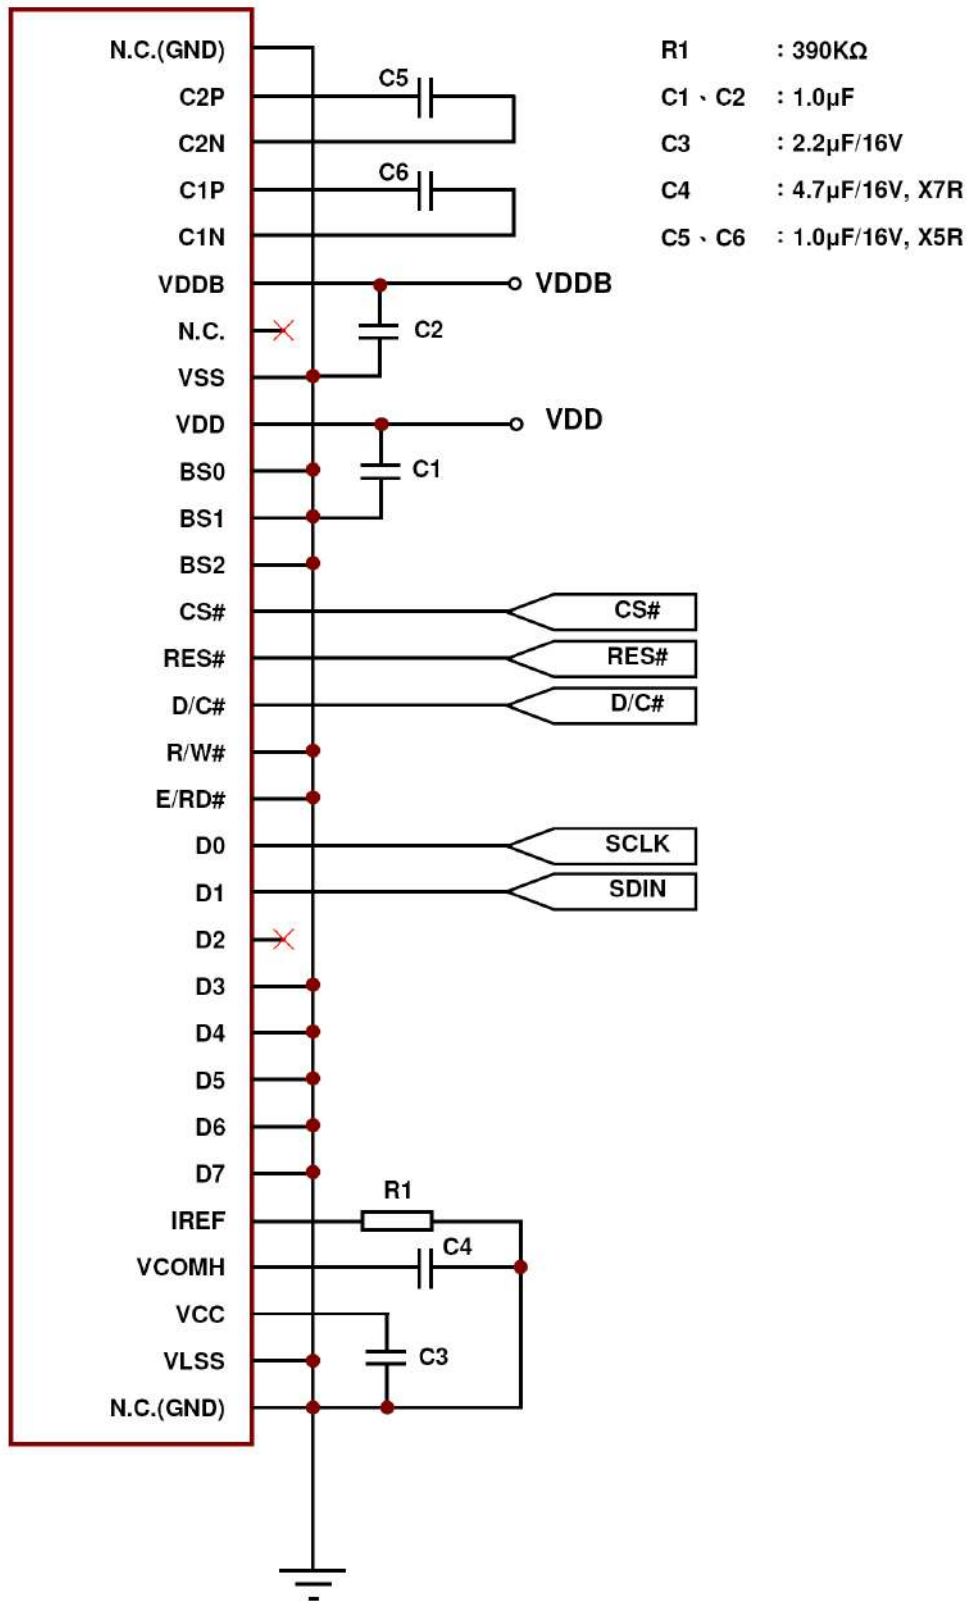 N.C.(GND)
C2P
C2N
C1P
C1N
VDDB
N.C.
VSS
VDD
BS0
BS1
BS2
CS#
RES#
D/C#
R/W#
E/RD#
D0
D1
D2
D3
D4
D5
D6
D7
IREF
VCOMH
VCC
VLSS
N.C.(GND)
C5
C6
VDDB
C2
VDD
C1
CS#
RES#
D/C#
SCLK
SDIN
R1
C4
C3
R1 : 390KΩ
C1、C2 : 1.0µF
C3 : 2.2µF/16V
C4 : 4.7µF/16V, X7R
C5、C6 : 1.0µF/16V, X5R